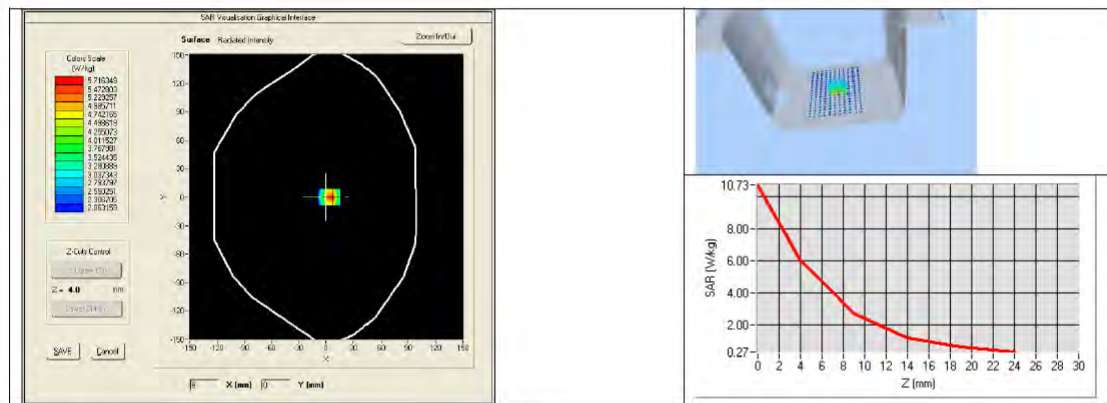 SAR Visualisation Graphical Interface
Surface Radiated Intensity
Zoom In/Out
Colors Scale
(W/kg)
5.716349
5.472803
5.229257
4.985711
4.742165
4.498619
4.255073
4.011527
3.767981
3.524435
3.280889
3.037343
2.793797
2.550251
2.306705
2.063159
150
120
90
60
30
Y
0
-30
-60
-90
-120
-150
-150 -120 -90 -60 -30 0 30 60 90 120 150
X
Z-Cuts Control
Z = 4.0 mm
SAVE Cancel
X (mm) 0 Y (mm)
10.73
8.00
6.00
4.00
2.00
0.27
SAR (W/kg)
0 2 4 6 8 10 12 14 16 18 20 22 24 26 28 30
Z (mm)